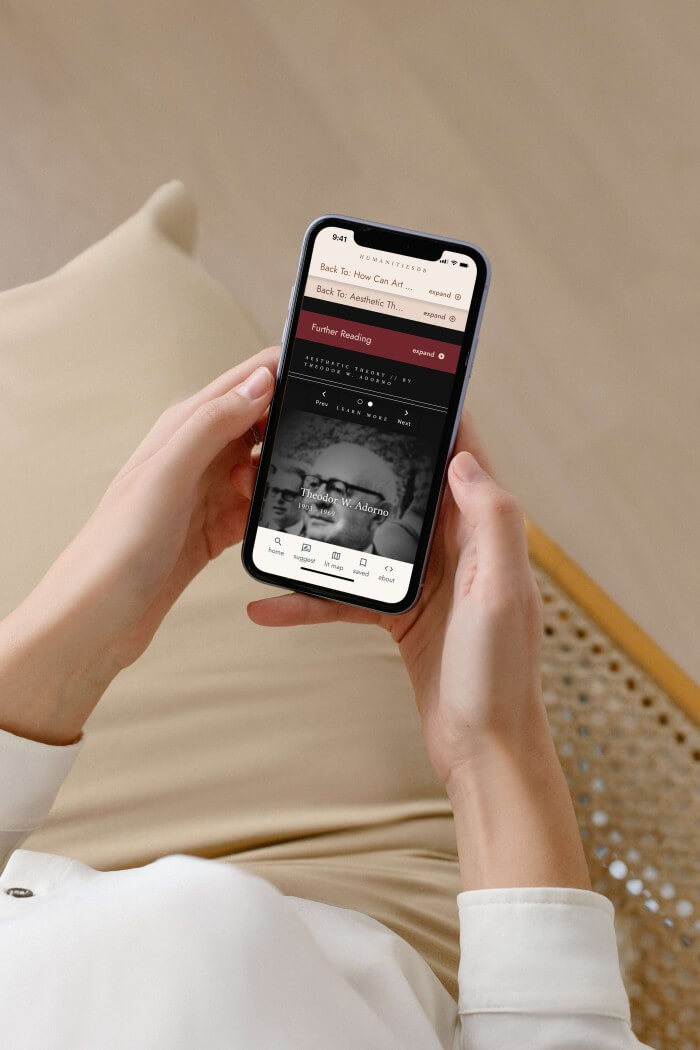 9:41
HUMANITIESDB
Back To: How Can Art ...
expand
Back To: Aesthetic Th...
expand
Further Reading
expand
AESTHETIC THEORY // BY
THEODOR W. ADORNO
Prev
LEARN MORE
Next
Theodor W. Adorno
1903 - 1969
home
suggest
lit map
saved
about